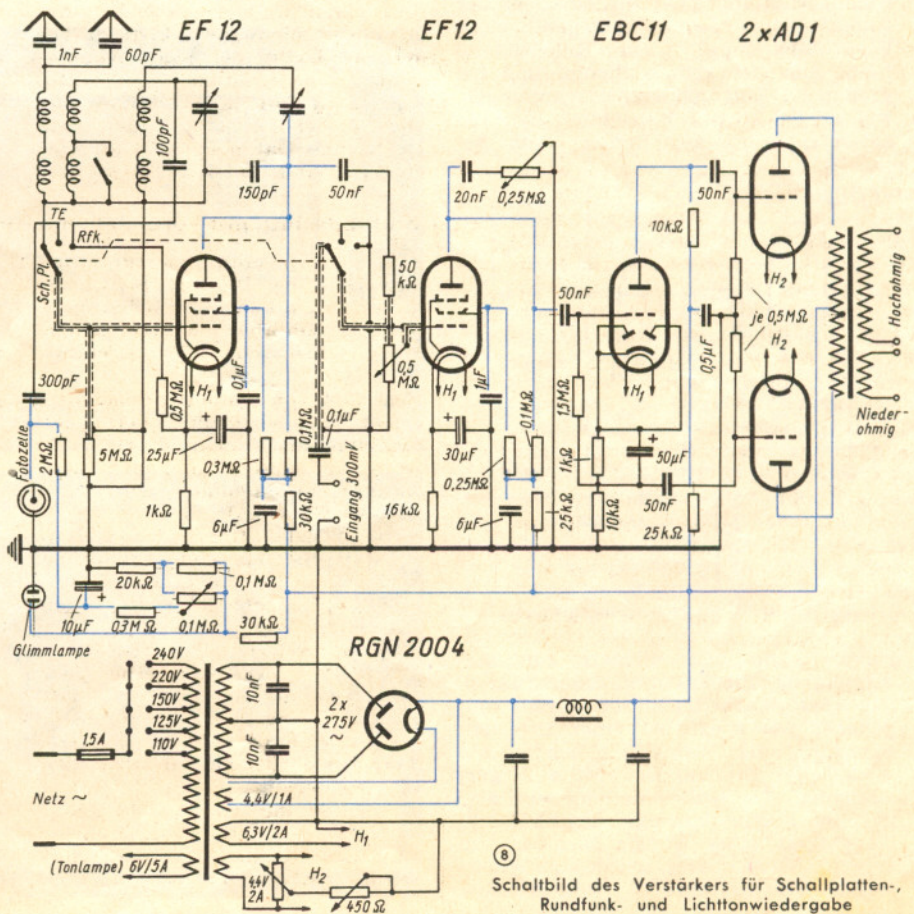 EF 12
EF12
EBC11
2xAD1
1nF
60pF
100pF
150pF
50nF
20nF
0,25MΩ
50nF
10kΩ
TE
Rfk.
Sch.Pl.
50
kΩ
H₂
je 0,5MΩ
H₂
Hochohmig
Nieder-
ohmig
50nF
0,5μF
0,5
MΩ
H₁
H₁
H₁
300pF
0,5MΩ
0,1μF
0,1μF
0,1MΩ
1μF
0,1MΩ
1,5MΩ
Fotozelle
2MΩ
5MΩ
25μF
+
0,3MΩ
+
30μF
0,25MΩ
1kΩ
+
50μF
50nF
1kΩ
6μF
30kΩ
Eingang 300mV
1,6kΩ
6μF
25kΩ
10kΩ
25kΩ
20kΩ
0,1MΩ
+
10μF
0,3MΩ
0,1MΩ
30kΩ
Glimmlampe
RGN 2004
240V
220V
150V
125V
110V
1,5A
10nF
10nF
2x
275V
~
Netz ~
4,4V/1A
6,3V/2A
H₁
(Tonlampe) 6V/5A
4,4V
2A
H₂
450Ω
8
Schaltbild des Verstärkers für Schallplatten-,
Rundfunk- und Lichttonwiedergabe